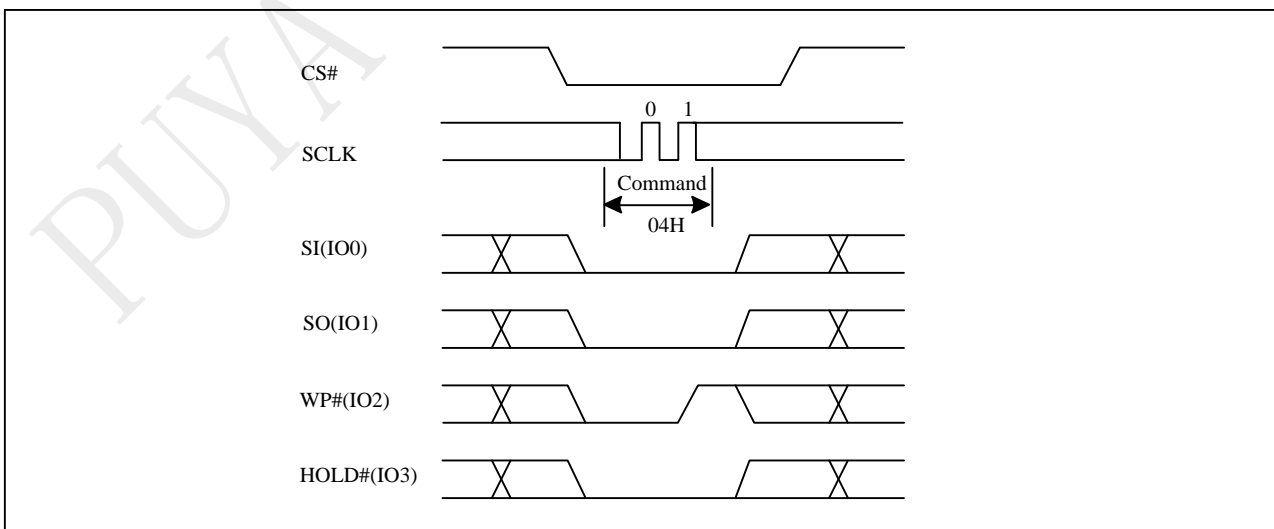 PUYA
CS#
0 1
SCLK
Command
04H
SI(IO0)
SO(IO1)
WP#(IO2)
HOLD#(IO3)